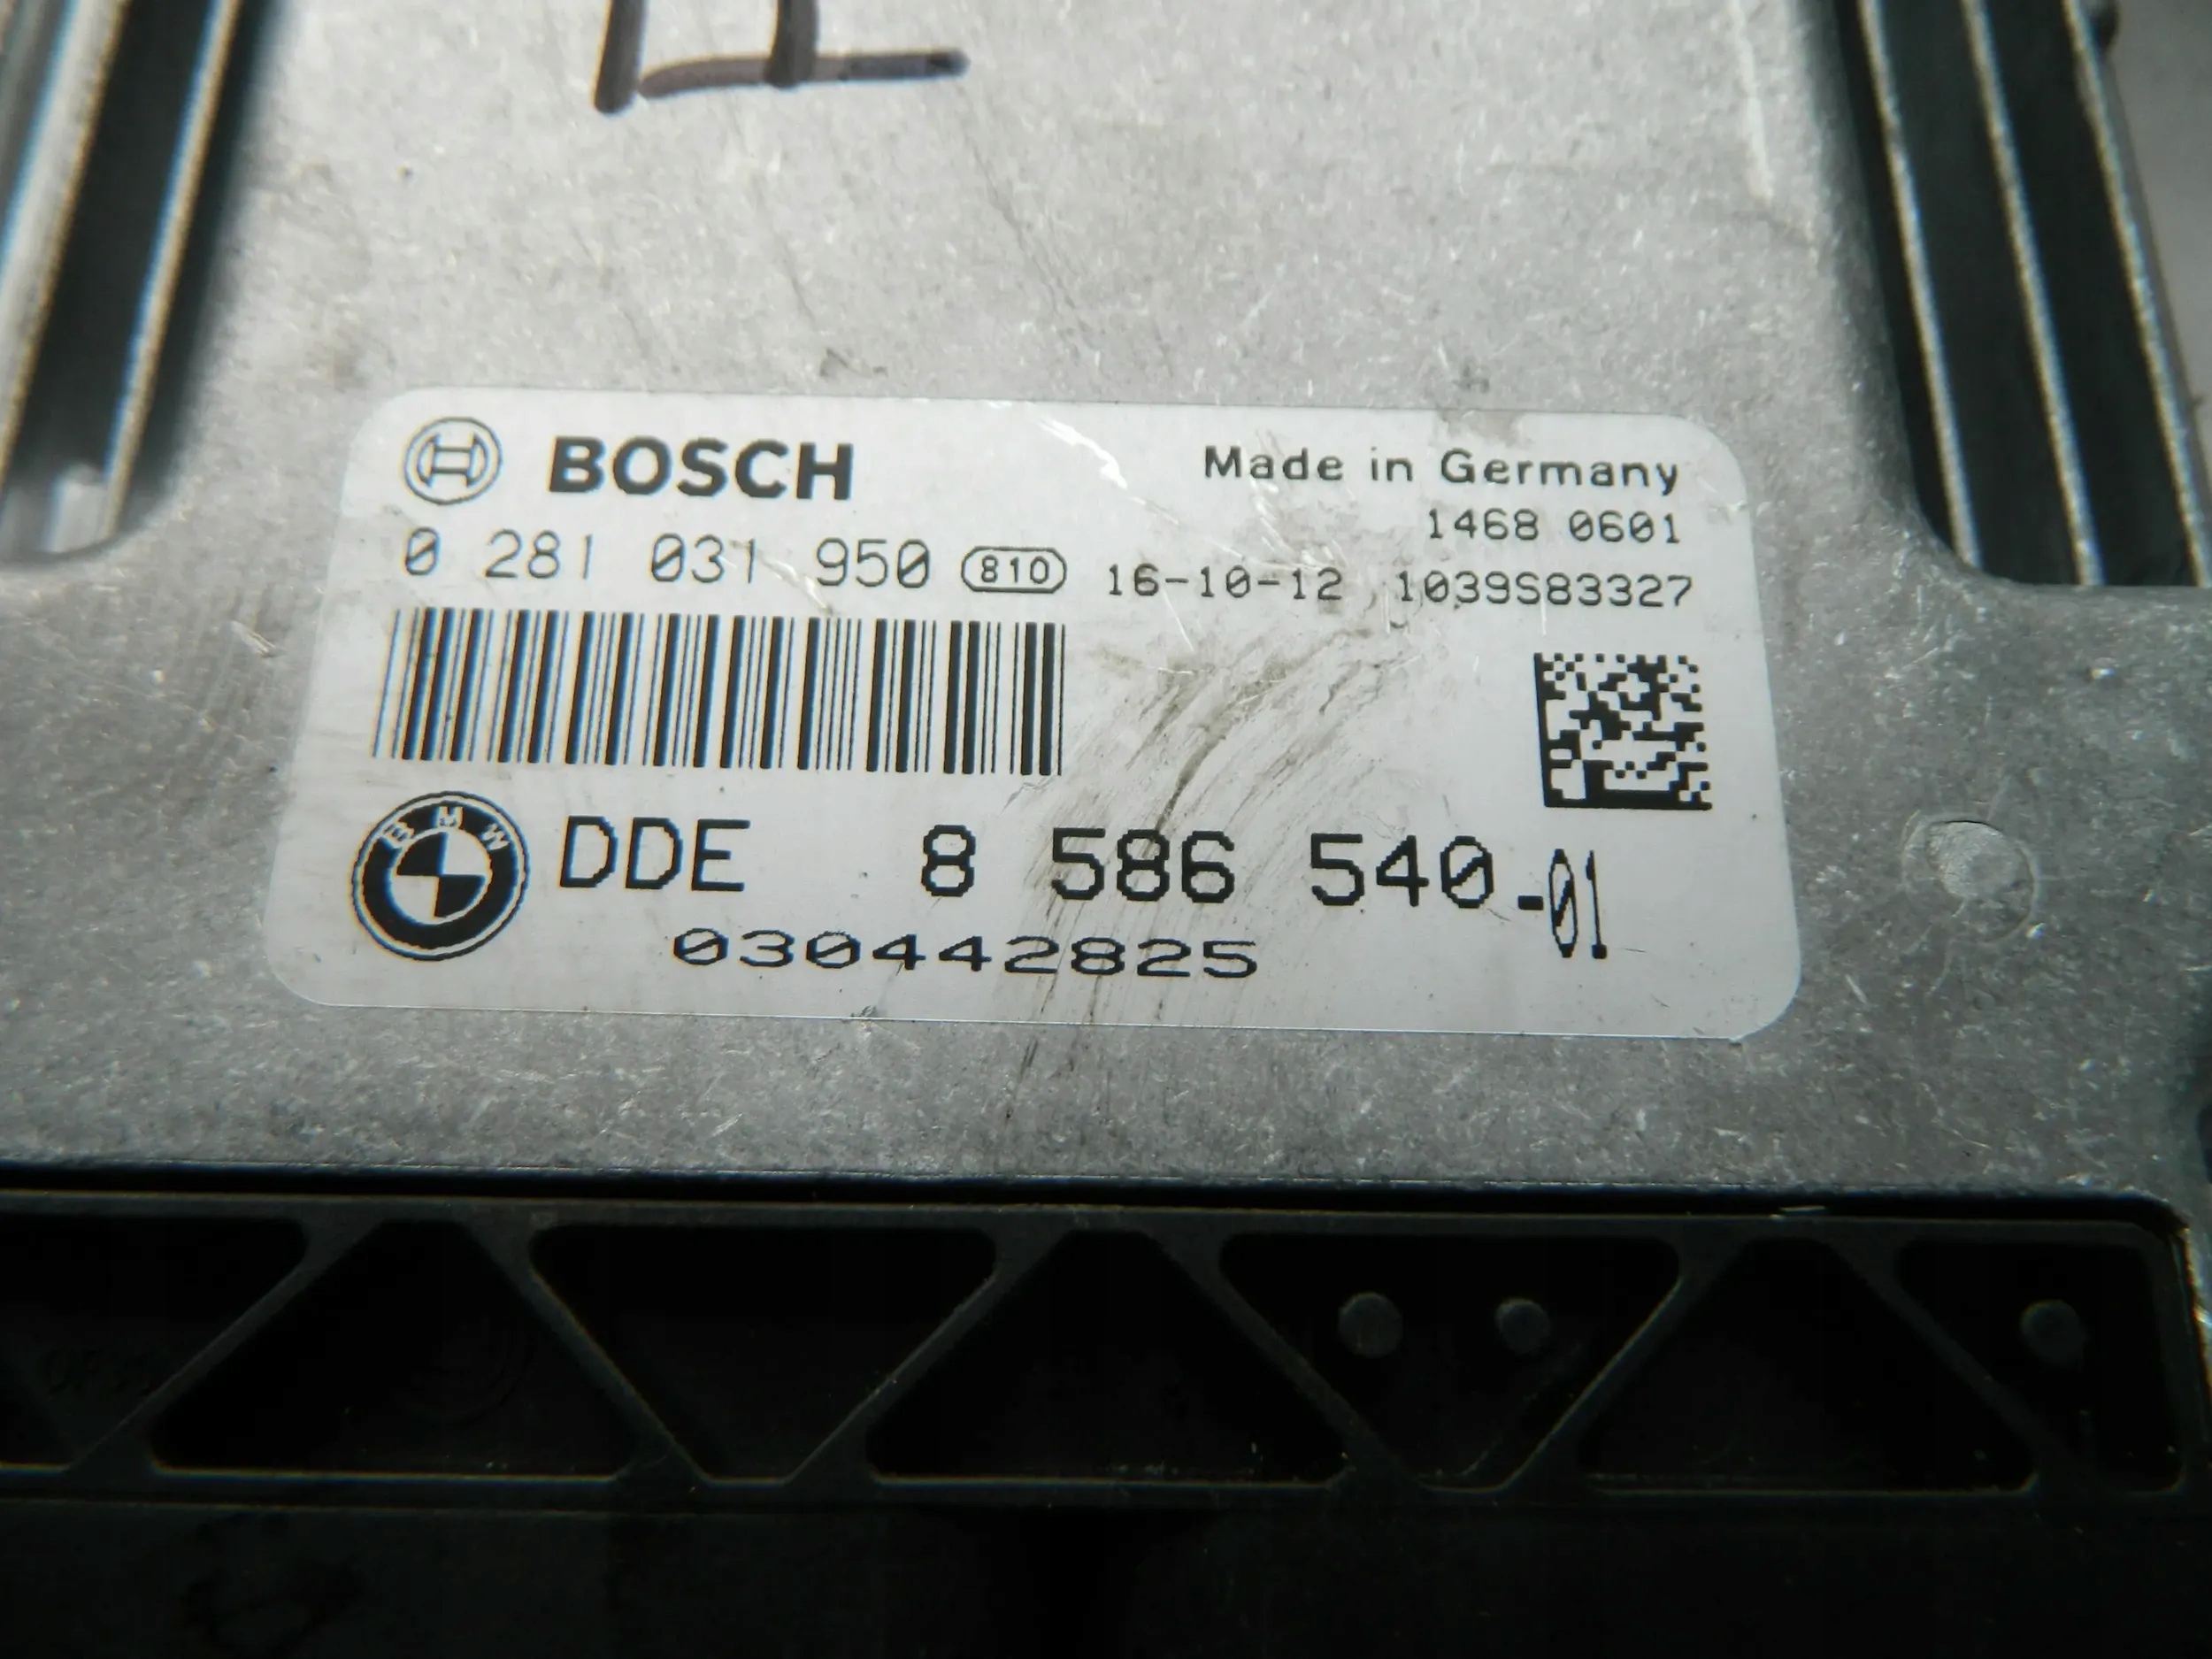 BOSCH
Made in Germany
1468 0601
0 281 031 950 810 16-10-12 1039S83327
BMW DDE 8 586 540-01
030442825